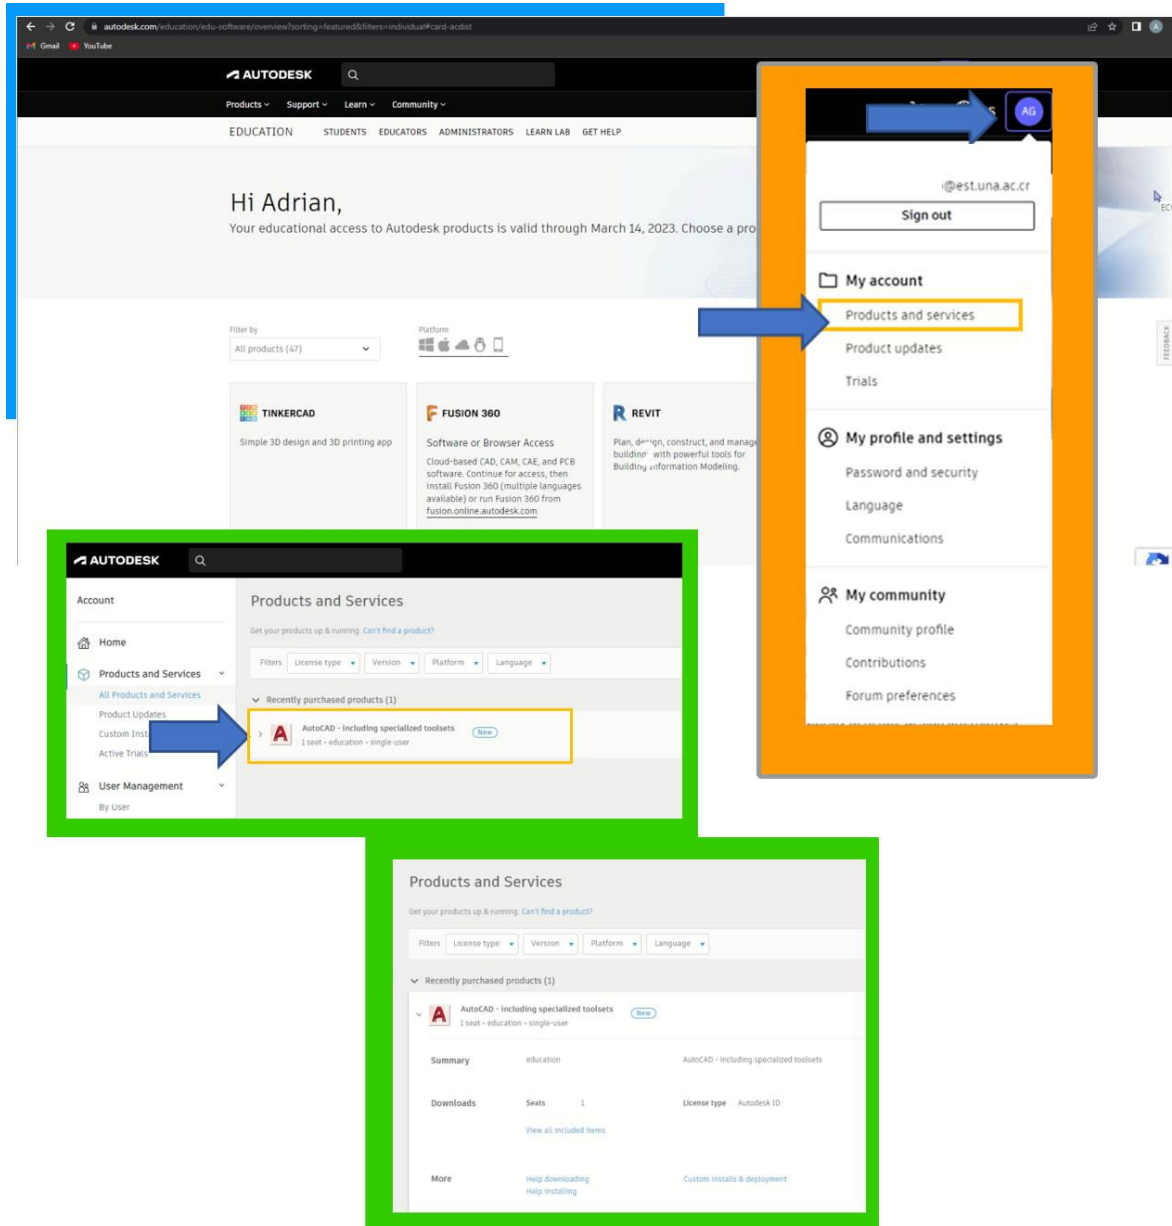 autodesk.com/education/edu-software/overview?sorting=featured&filters=individual#card-acdist
Gmail YouTube
AUTODESK
Products Support Learn Community
EDUCATION STUDENTS EDUCATORS ADMINISTRATORS LEARN LAB GET HELP
Hi Adrian,
Your educational access to Autodesk products is valid through March 14, 2023. Choose a pro
Filter by
All products (47)
Platform
TINKERCAD
Simple 3D design and 3D printing app
FUSION 360
Software or Browser Access
Cloud-based CAD, CAM, CAE, and PCB
software. Continue for access, then
install Fusion 360 (multiple languages
available) or run Fusion 360 from
fusion.online.autodesk.com
REVIT
Plan, design, construct, and manage
building with powerful tools for
Building Information Modeling.
FEEDBACK
AG
@est.una.ac.cr
Sign out
My account
Products and services
Product updates
Trials
My profile and settings
Password and security
Language
Communications
My community
Community profile
Contributions
Forum preferences
AUTODESK
Account
Home
Products and Services
All Products and Services
Product Updates
Custom Inst
Active Trials
User Management
By User
Products and Services
Get your products up & running. Can't find a product?
Filters License type Version Platform Language
Recently purchased products (1)
AutoCAD - including specialized toolsets New
1 seat • education • single-user
Products and Services
Get your products up & running. Can't find a product?
Filters License type Version Platform Language
Recently purchased products (1)
AutoCAD - including specialized toolsets New
1 seat • education • single-user
Summary education AutoCAD - including specialized toolsets
Downloads Seats 1 License type Autodesk ID
View all included items
More Help downloading Custom installs & deployment
Help installing